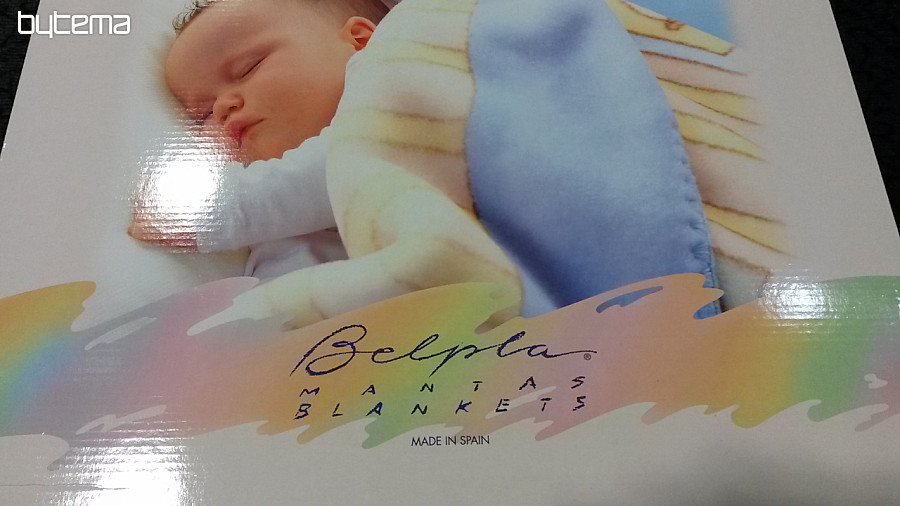 bytema
Belpla®
MANTAS
BLANKETS
MADE IN SPAIN